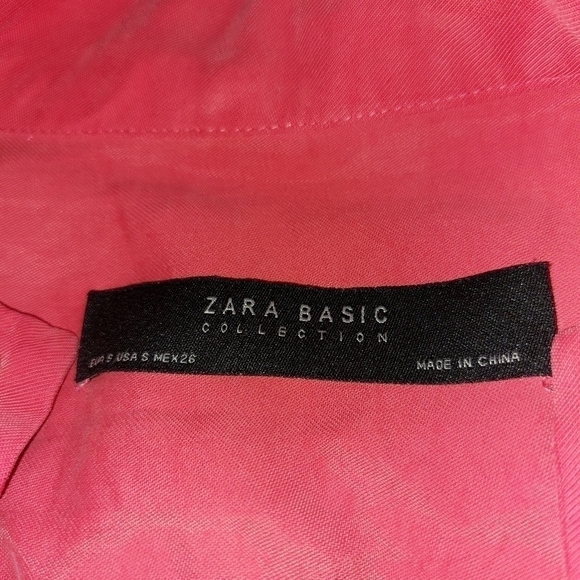 ZARA BASIC
COLLECTION
EUR S USA S MEX26
MADE IN CHINA